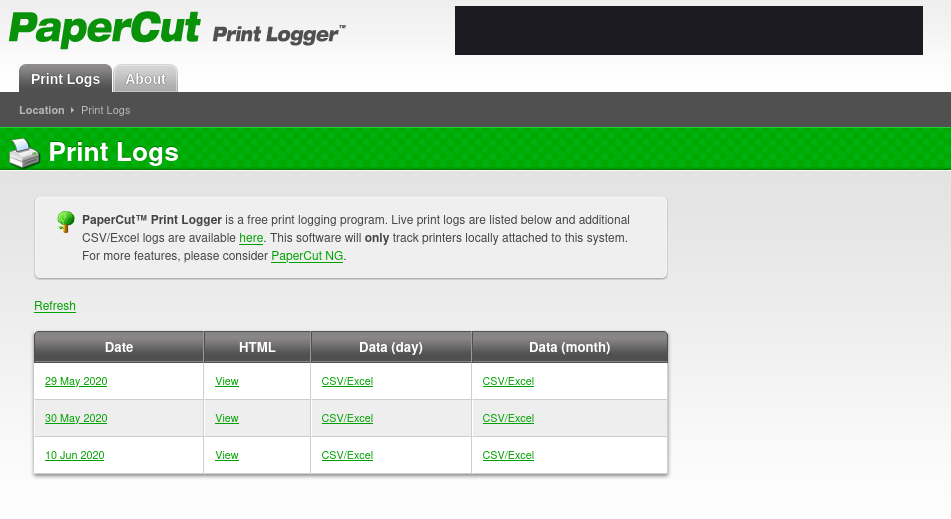 PaperCut Print Logger™
Print Logs About
Location Print Logs
Print Logs
PaperCut™ Print Logger is a free print logging program. Live print logs are listed below and additional
CSV/Excel logs are available here. This software will only track printers locally attached to this system.
For more features, please consider PaperCut NG.
Refresh
Date HTML Data (day) Data (month)
29 May 2020 View CSV/Excel CSV/Excel
30 May 2020 View CSV/Excel CSV/Excel
10 Jun 2020 View CSV/Excel CSV/Excel